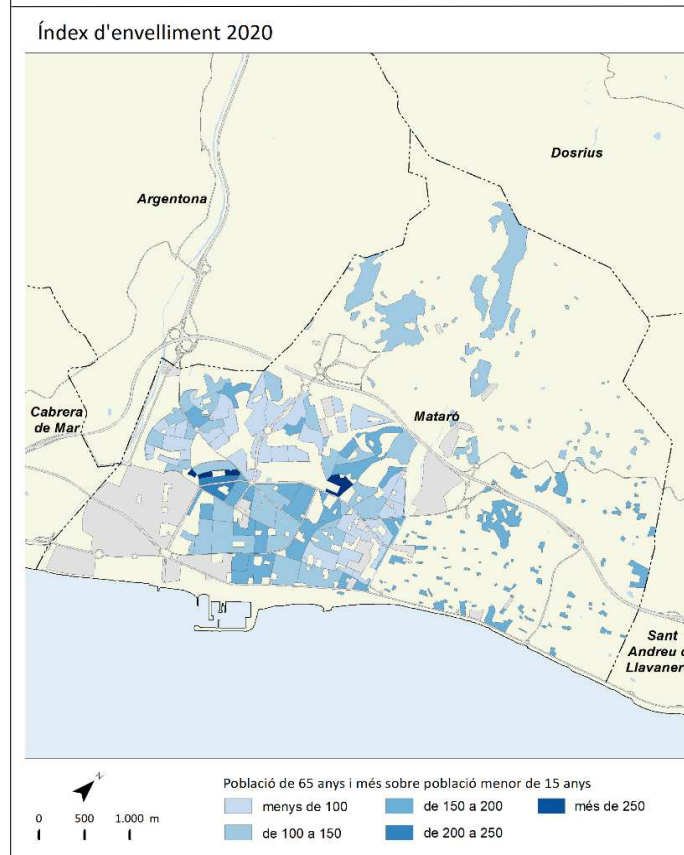 Índex d'envelliment 2020
Dosrius
Argentona
Cabrera
de Mar
Mataró
Sant
Andreu d
Llavaner
N
Població de 65 anys i més sobre població menor de 15 anys
0 500 1.000 m
menys de 100
de 150 a 200
més de 250
de 100 a 150
de 200 a 250